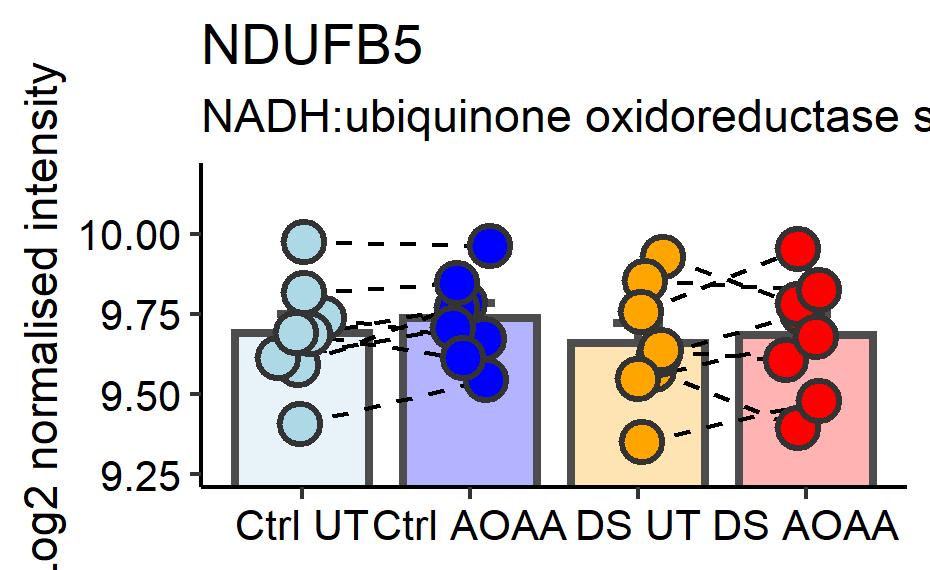 NDUFB5
NADH:ubiquinone oxidoreductase
log2 normalised intensity
10.00
9.75
9.50
9.25
Ctrl UT
Ctrl AOAA
DS UT
DS AOAA